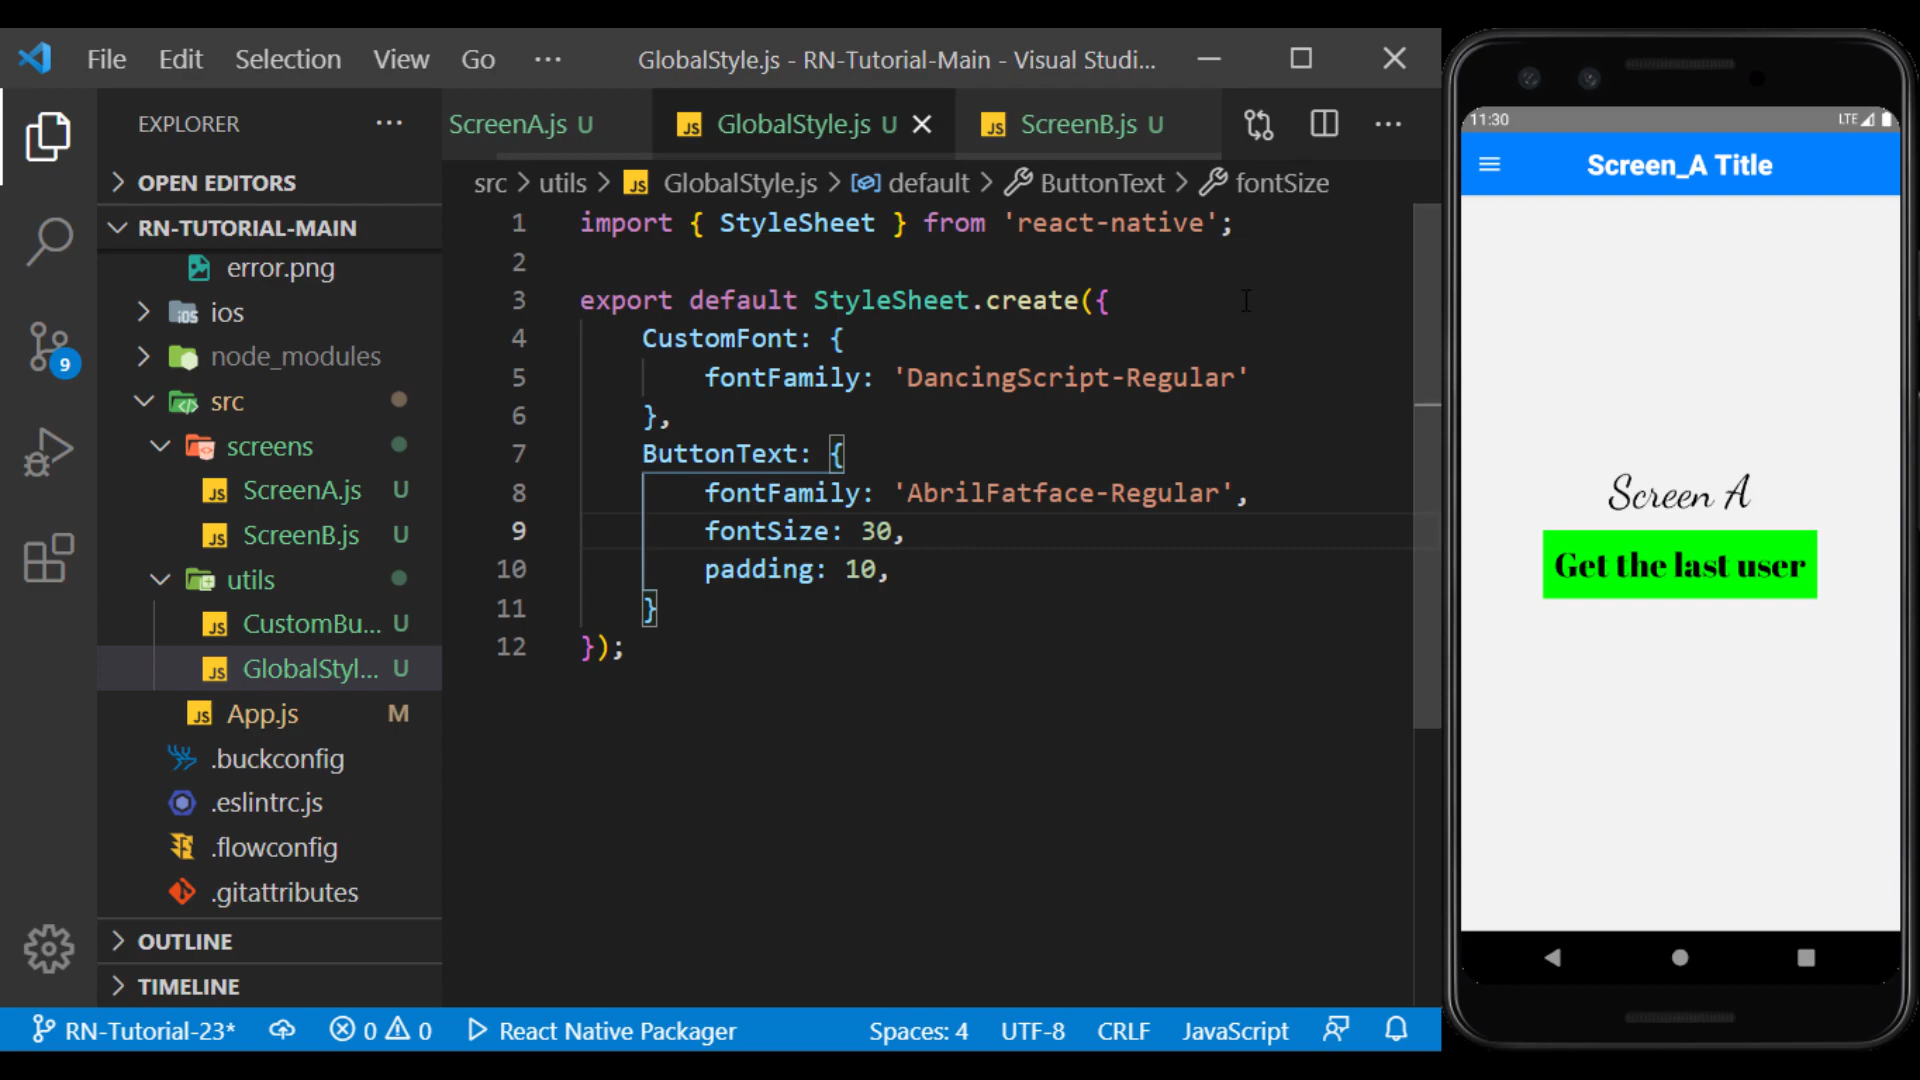 File Edit Selection View Go ··· GlobalStyle.js - RN-Tutorial-Main - Visual Studi...
EXPLORER ···
OPEN EDITORS
RN-TUTORIAL-MAIN
error.png
ios
node_modules
src
screens
ScreenA.js U
ScreenB.js U
utils
CustomBu... U
GlobalStyl... U
App.js M
.buckconfig
.eslintrc.js
.flowconfig
.gitattributes
OUTLINE
TIMELINE
9
ScreenA.js U JS GlobalStyle.js U JS ScreenB.js U ···
src > utils > JS GlobalStyle.js > default > ButtonText > fontSize
1 import { StyleSheet } from 'react-native';
2
3 export default StyleSheet.create({
4 CustomFont: {
5 fontFamily: 'DancingScript-Regular'
6 },
7 ButtonText: {
8 fontFamily: 'AbrilFatface-Regular',
9 fontSize: 30,
10 padding: 10,
11 }
12 });
RN-Tutorial-23* 0 0 React Native Packager Spaces: 4 UTF-8 CRLF JavaScript
11:30 LTE
Screen_A Title
Screen A
Get the last user